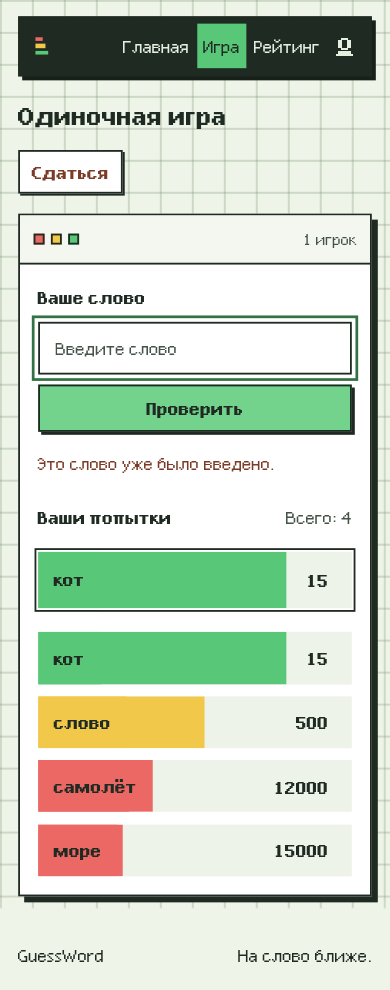 Главная Игра Рейтинг
Одиночная игра
Сдаться
1 игрок
Ваше слово
Введите слово
Проверить
Это слово уже было введено.
Ваши попытки Всего: 4
кот 15
кот 15
слово 500
самолёт 12000
море 15000
GuessWord На слово ближе.